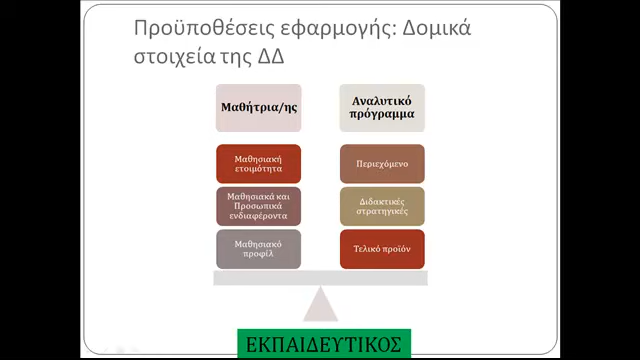 Προϋποθέσεις εφαρμογής: Δομικά
στοιχεία της ΔΔ
Μαθήτρια/ης
Μαθησιακή
ετοιμότητα
Μαθησιακά και
Προσωπικά
ενδιαφέροντα
Μαθησιακό
προφίλ
Αναλυτικό
πρόγραμμα
Περιεχόμενο
Διδακτικές
στρατηγικές
Τελικό προϊόν
ΕΚΠΑΙΔΕΥΤΙΚΟΣ